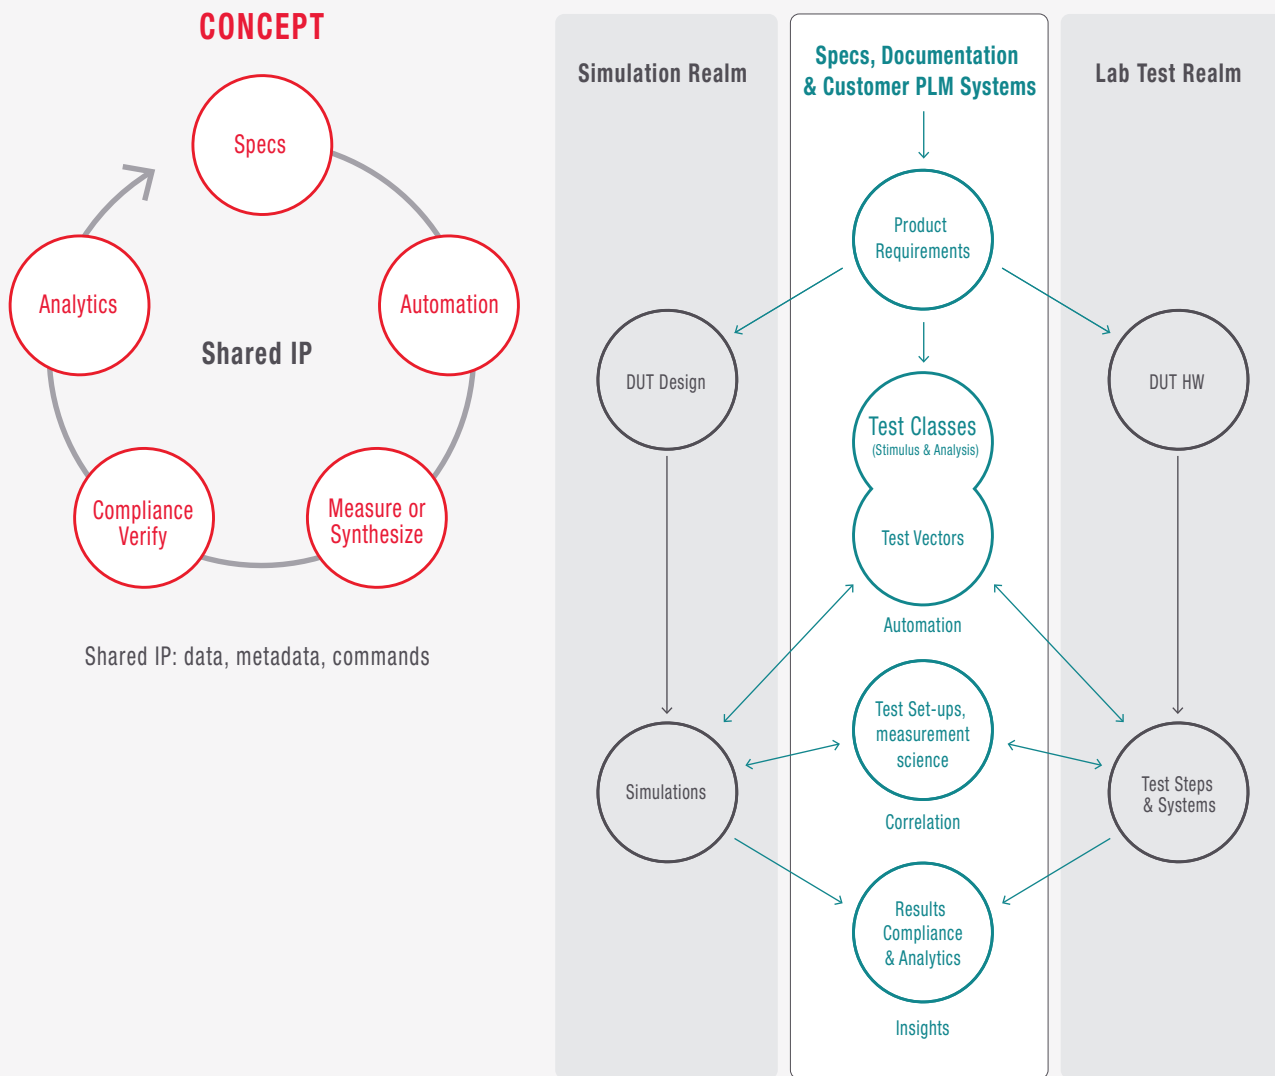 CONCEPT
Specs
Automation
Measure or
Synthesize
Compliance
Verify
Analytics
Shared IP
Shared IP: data, metadata, commands
Simulation Realm
DUT Design
Simulations
Specs, Documentation
& Customer PLM Systems
Product
Requirements
Test Classes
(Stimulus & Analysis)
Test Vectors
Automation
Test Set-ups,
measurement
science
Correlation
Results
Compliance
& Analytics
Insights
Lab Test Realm
DUT HW
Test Steps
& Systems